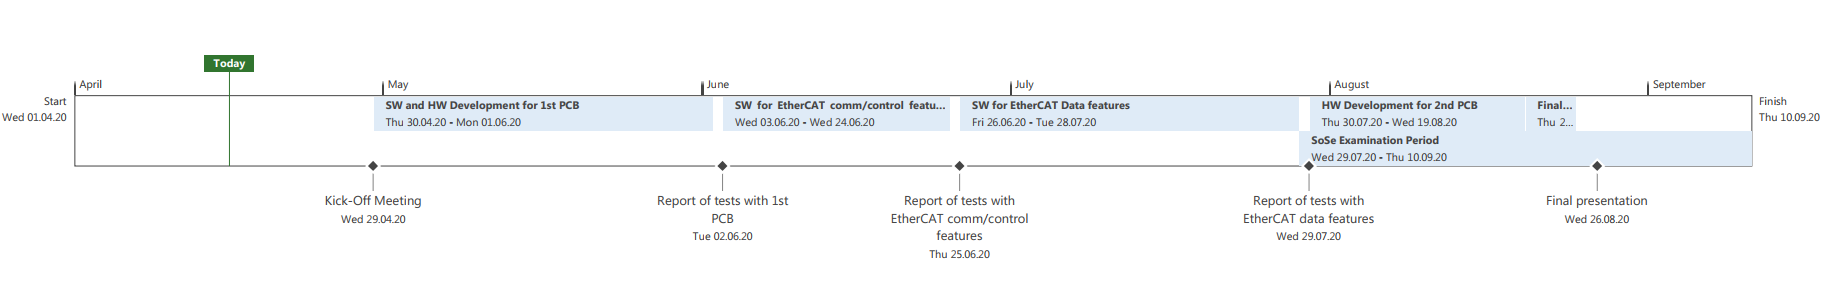 Today
April
May
June
July
August
September
Start
Wed 01.04.20
SW and HW Development for 1st PCB
Thu 30.04.20 - Mon 01.06.20
SW for EtherCAT comm/control featu...
Wed 03.06.20 - Wed 24.06.20
SW for EtherCAT Data features
Fri 26.06.20 - Tue 28.07.20
HW Development for 2nd PCB
Thu 30.07.20 - Wed 19.08.20
Final...
Thu 2...
SoSe Examination Period
Wed 29.07.20 - Thu 10.09.20
Finish
Thu 10.09.20
Kick-Off Meeting
Wed 29.04.20
Report of tests with 1st
PCB
Tue 02.06.20
Report of tests with
EtherCAT comm/control
features
Thu 25.06.20
Report of tests with
EtherCAT data features
Wed 29.07.20
Final presentation
Wed 26.08.20